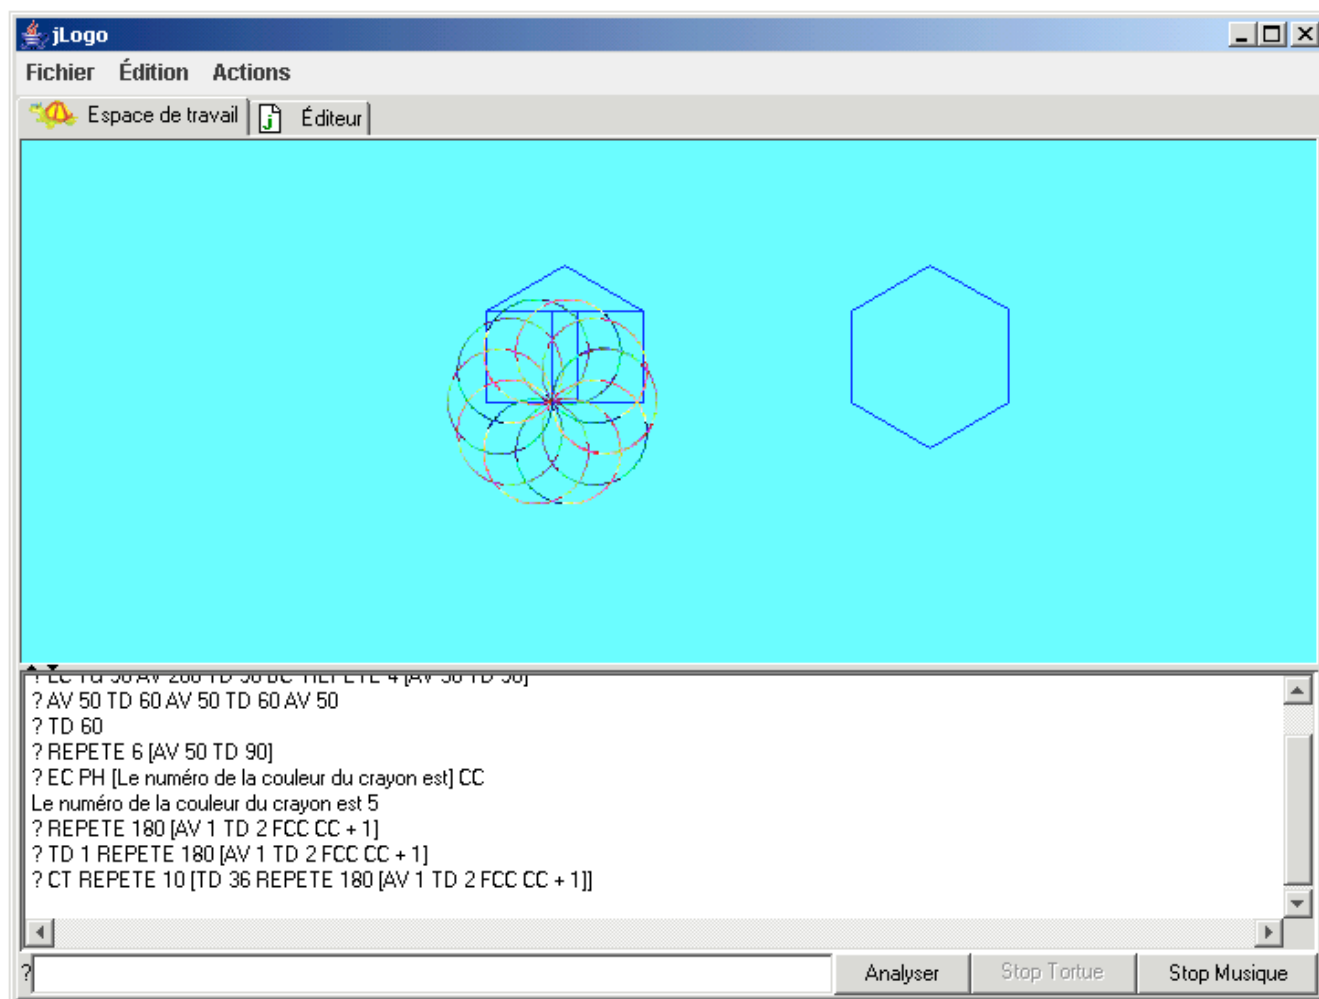 jLogo
Fichier Édition Actions
Espace de travail Éditeur
? AV 50 TD 60 AV 50 TD 60 AV 50
? TD 60
? REPETE 6 [AV 50 TD 90]
? EC PH [Le numéro de la couleur du crayon est] CC
Le numéro de la couleur du crayon est 5
? REPETE 180 [AV 1 TD 2 FCC CC + 1]
? TD 1 REPETE 180 [AV 1 TD 2 FCC CC + 1]
? CT REPETE 10 [TD 36 REPETE 180 [AV 1 TD 2 FCC CC + 1]]
? Analyser Stop Tortue Stop Musique